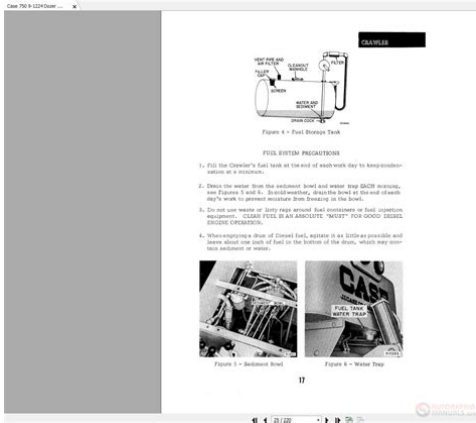 Case 750 9-1224 Dozer ...
CRAWLER
VENT PIPE AND
AIR FILTER
FILLER
CAP
SCREEN
CLEANOUT
MANHOLE
FILTER
WATER AND
SEDIMENT
DRAIN COCK
Figure 4 - Fuel Storage Tank
FUEL SYSTEM PRECAUTIONS
1. Fill the Crawler's fuel tank at the end of each work day to keep conden-
sation at a minimum.
2. Drain the water from the sediment bowl and water trap EACH morning,
see Figures 5 and 6. In cold weather, drain the bowl at the end of each
day's work to prevent moisture from freezing in the bowl.
3. Do not use waste or linty rags around fuel containers or fuel injection
equipment. CLEAN FUEL IS AN ABSOLUTE "MUST" FOR GOOD DIESEL
ENGINE OPERATION.
4. When emptying a drum of Diesel fuel, agitate it as little as possible and
leave about one inch of fuel in the bottom of the drum, which may con-
tain sediment or water.
CASE
FUEL TANK
WATER TRAP
Figure 5 - Sediment Bowl
Figure 6 - Water Trap
17
25 / 220